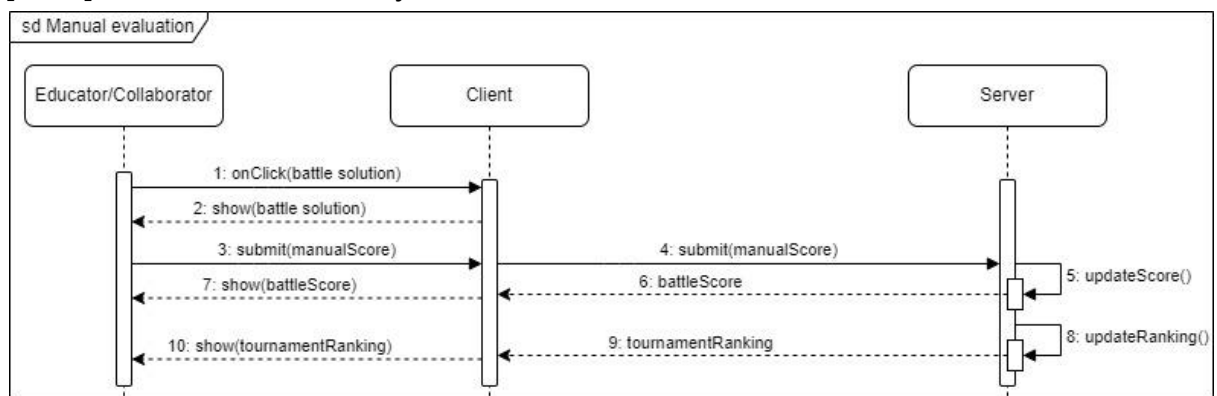 sd Manual evaluation
Educator/Collaborator
Client
Server
1: onClick(battle solution)
2: show(battle solution)
3: submit(manualScore)
4: submit(manualScore)
5: updateScore()
6: battleScore
7: show(battleScore)
8: updateRanking()
9: tournamentRanking
10: show(tournamentRanking)